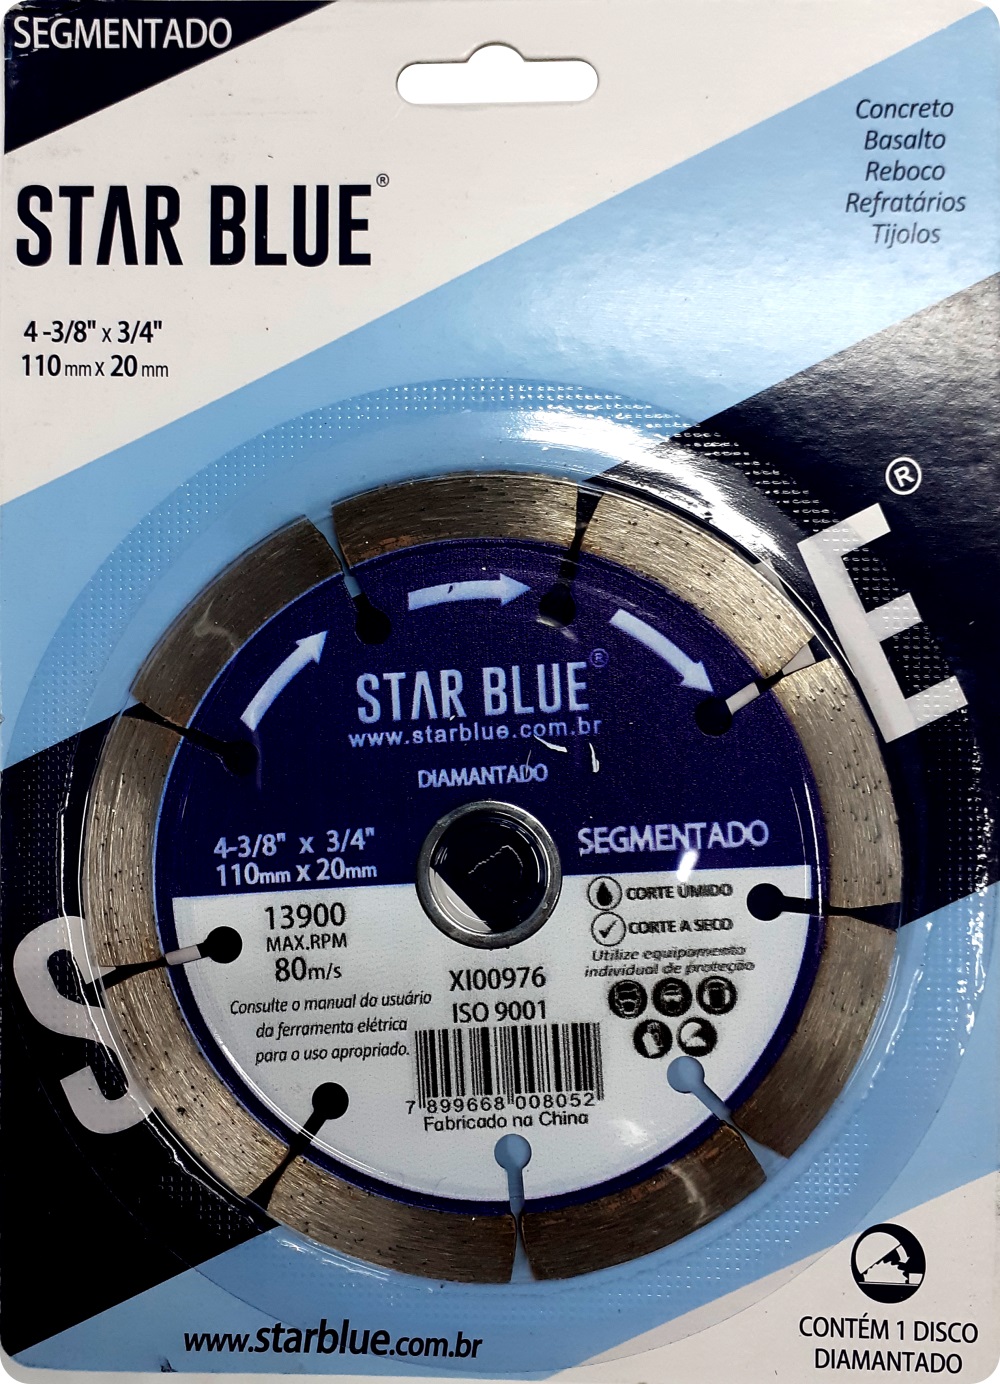 SEGMENTADO
STAR BLUE®
4 -3/8" x 3/4"
110 mm x 20 mm
Concreto
Basalto
Reboco
Refratários
Tijolos
S
E®
STAR BLUE®
www.starblue.com.br
DIAMANTADO
4-3/8" x 3/4"
110mm x 20mm
SEGMENTADO
13900
MAX.RPM
80m/s
Consulte o manual do usuário
da ferramenta elétrica
para o uso apropriado.
CORTE ÚMIDO
CORTE A SECO
Utilize equipamento
individual de proteção
XI00976
ISO 9001
7 899668 008052
Fabricado na China
www.starblue.com.br
CONTÉM 1 DISCO
DIAMANTADO